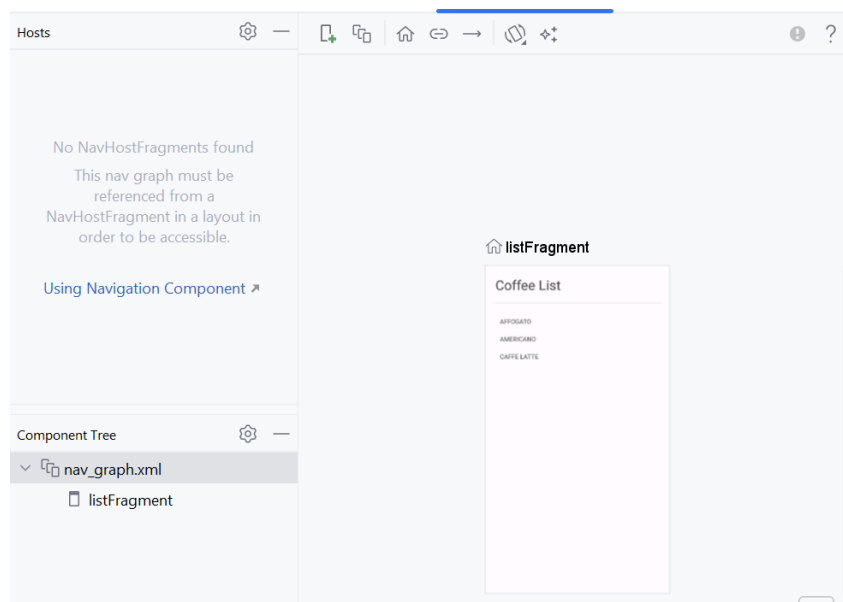 Hosts
No NavHostFragments found
This nav graph must be
referenced from a
NavHostFragment in a layout in
order to be accessible.
Using Navigation Component
Component Tree
nav_graph.xml
listFragment
listFragment
Coffee List
AFFOGATO
AMERICANO
CAFFE LATTE